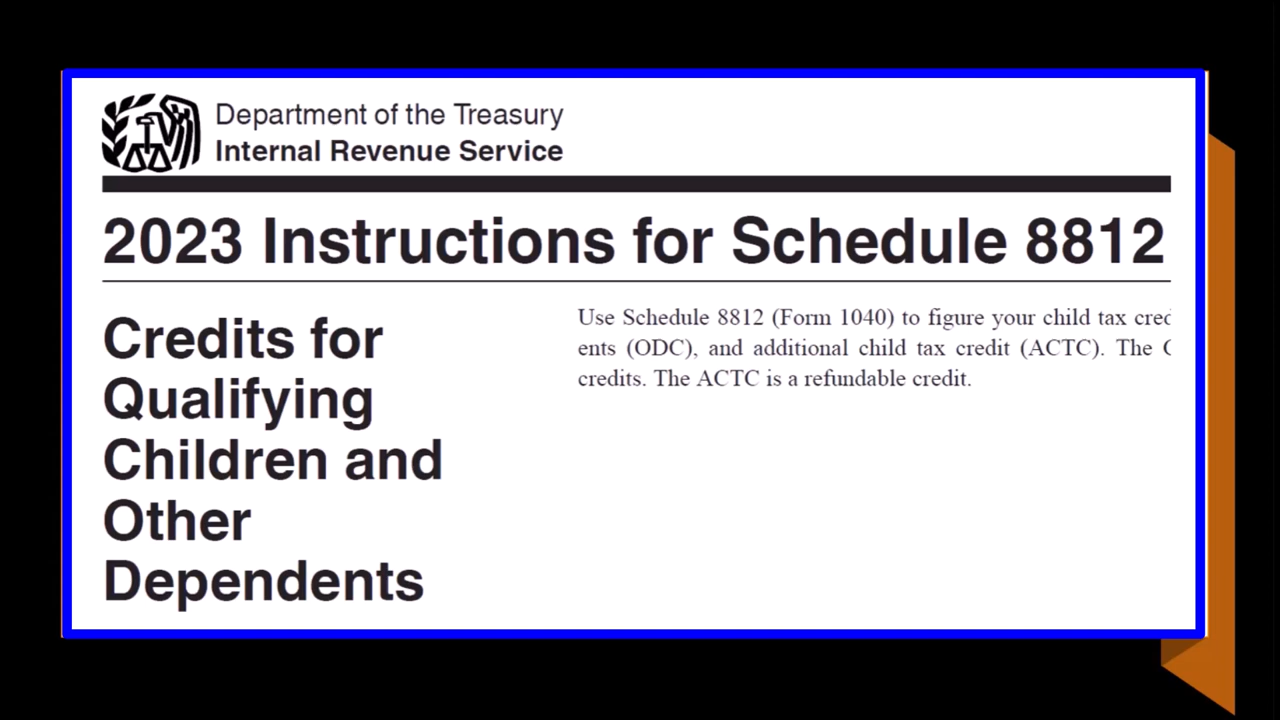 Department of the Treasury
Internal Revenue Service
2023 Instructions for Schedule 8812
Credits for
Qualifying
Children and
Other
Dependents
Use Schedule 8812 (Form 1040) to figure your child tax
ents (ODC), and additional child tax credit (ACTC). The
credits. The ACTC is a refundable credit.